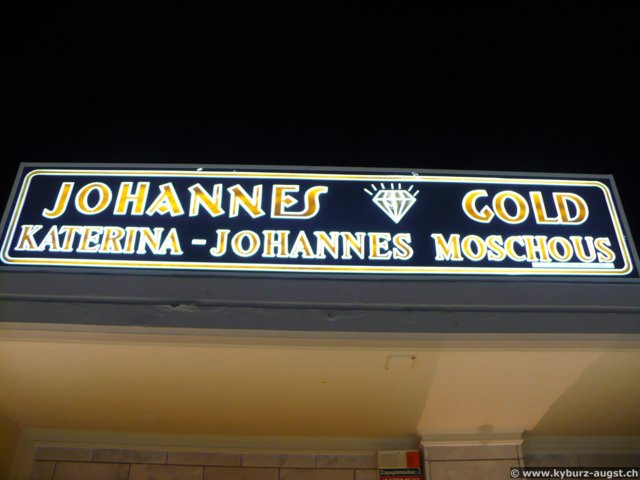 JOHANNES GOLD
KATERINA - JOHANNES MOSCHOUS
© www.kyburz-augst.ch